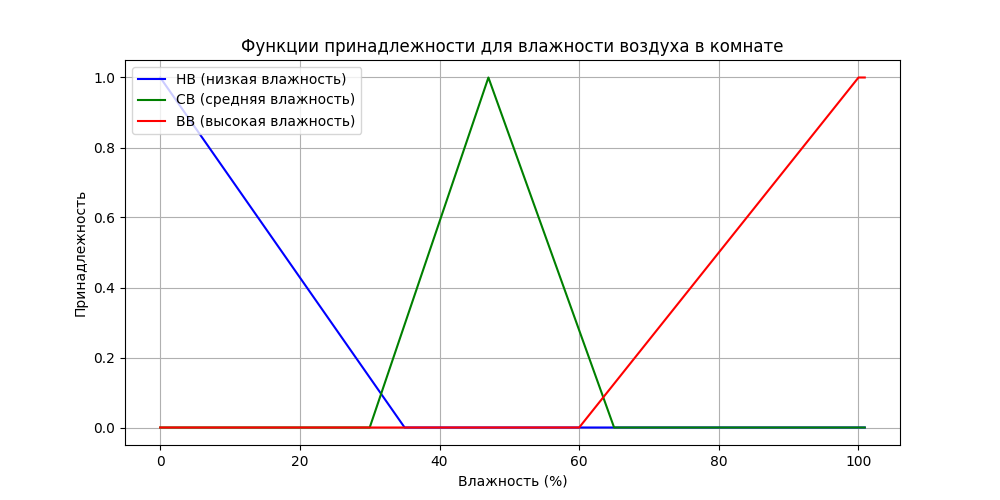 Функции принадлежности для влажности воздуха в комнате
НВ (низкая влажность)
СВ (средняя влажность)
ВВ (высокая влажность)
Принадлежность
1.0
0.8
0.6
0.4
0.2
0.0
0 20 40 60 80 100
Влажность (%)